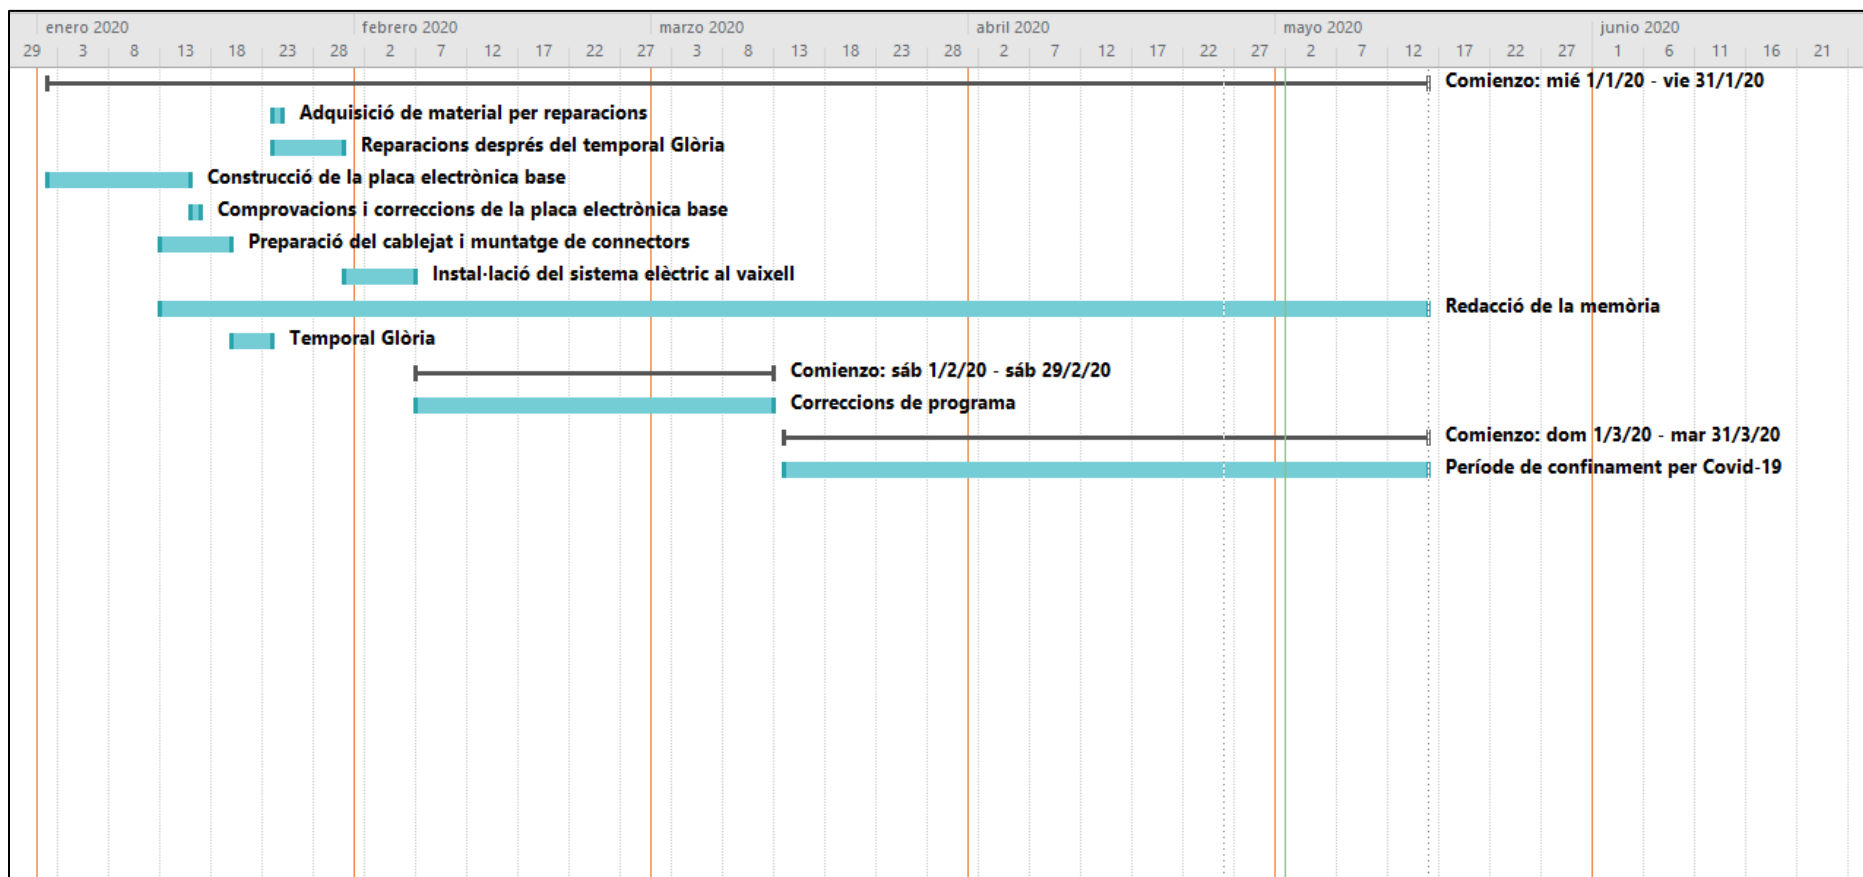 enero 2020 febrero 2020 marzo 2020 abril 2020 mayo 2020 junio 2020
29 3 8 13 18 23 28 2 7 12 17 22 27 3 8 13 18 23 28 2 7 12 17 22 27 2 7 12 17 22 27 1 6 11 16 21
Comienzo: mié 1/1/20 - vie 31/1/20
Adquisició de material per reparacions
Reparacions després del temporal Glòria
Construcció de la placa electrònica base
Comprovacions i correccions de la placa electrònica base
Preparació del cablejat i muntatge de connectors
Instal·lació del sistema elèctric al vaixell
Redacció de la memòria
Temporal Glòria
Comienzo: sáb 1/2/20 - sáb 29/2/20
Correccions de programa
Comienzo: dom 1/3/20 - mar 31/3/20
Període de confinament per Covid-19